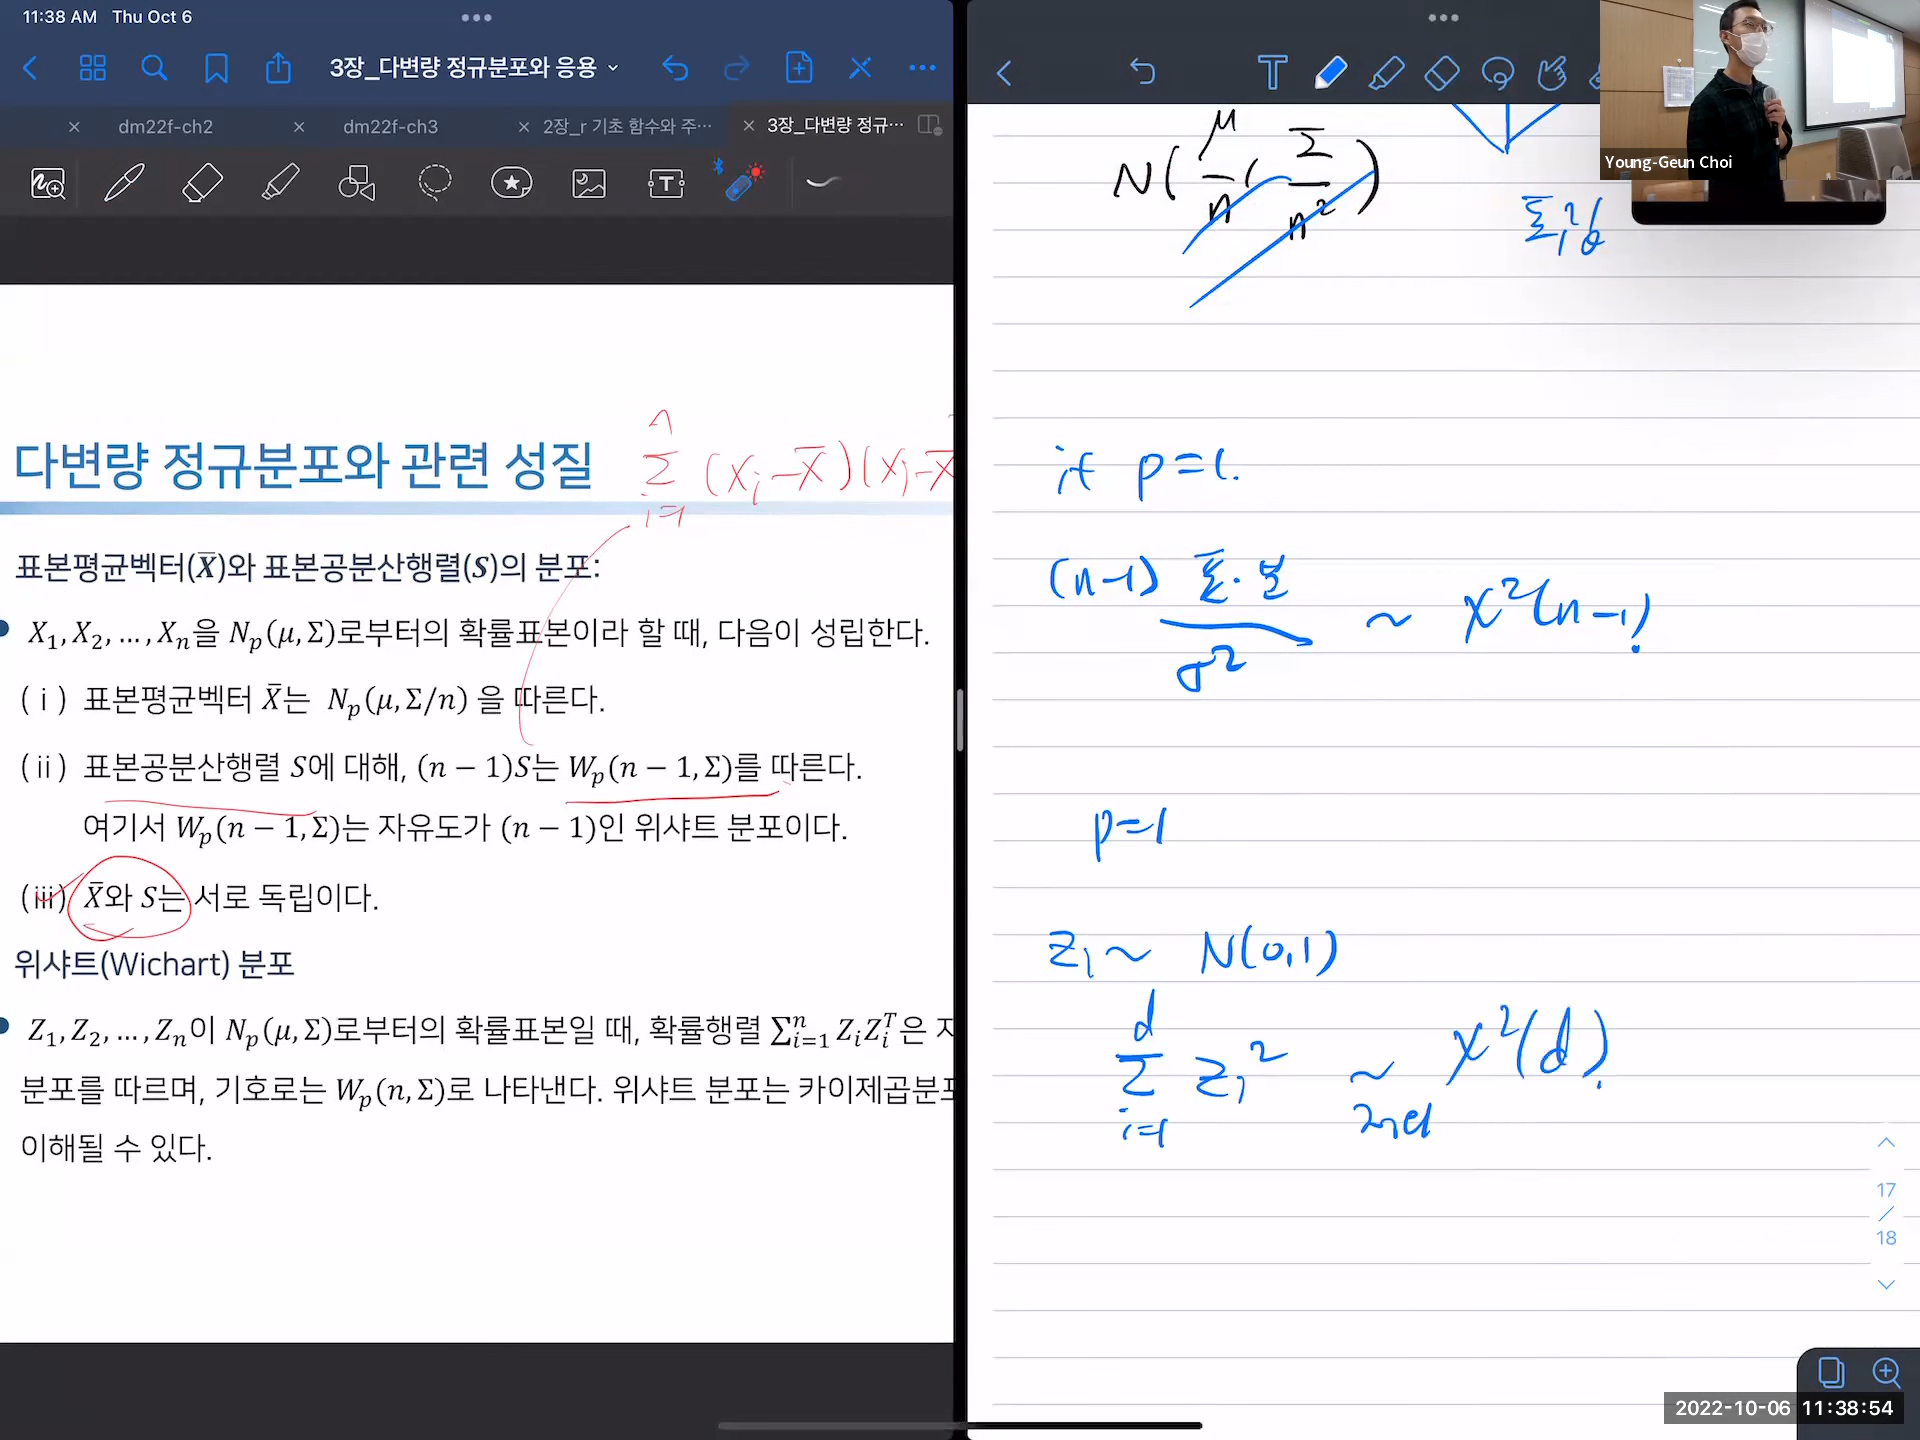 11:38 AM Thu Oct 6
3장_다변량 정규분포와 응용
dm22f-ch2
dm22f-ch3
2장_r 기초 함수와 주…
3장_다변량 정규…
다변량 정규분포와 관련 성질
n Σ i=1 (X_i − X̄)(X_i − X̄
표본평균벡터(X̄)와 표본공분산행렬(S)의 분포:
X₁, X₂, …, Xₙ을 Nₚ(μ, Σ)로부터의 확률표본이라 할 때, 다음이 성립한다.
(ⅰ) 표본평균벡터 X̄는 Nₚ(μ, Σ/n) 을 따른다.
(ⅱ) 표본공분산행렬 S에 대해, (n − 1)S는 Wₚ(n − 1, Σ)를 따른다.
여기서 Wₚ(n − 1, Σ)는 자유도가 (n − 1)인 위샤트 분포이다.
(ⅲ) X̄와 S는 서로 독립이다.
위샤트(Wichart) 분포
Z₁, Z₂, …, Zₙ이 Nₚ(μ, Σ)로부터의 확률표본일 때, 확률행렬 ∑ⁿᵢ₌₁ ZᵢZᵢᵀ은 자
분포를 따르며, 기호로는 Wₚ(n, Σ)로 나타낸다. 위샤트 분포는 카이제곱분포
이해될 수 있다.
N( μ/n , Σ/n² )
if p=1.
(n-1) 표.분 / σ² ~ χ²(n-1)
p=1
Z₁ ~ N(0,1)
d Σ i=1 Z₁² ~ χ²(d).
17
/
18
Young-Geun Choi
2022-10-06 11:38:54